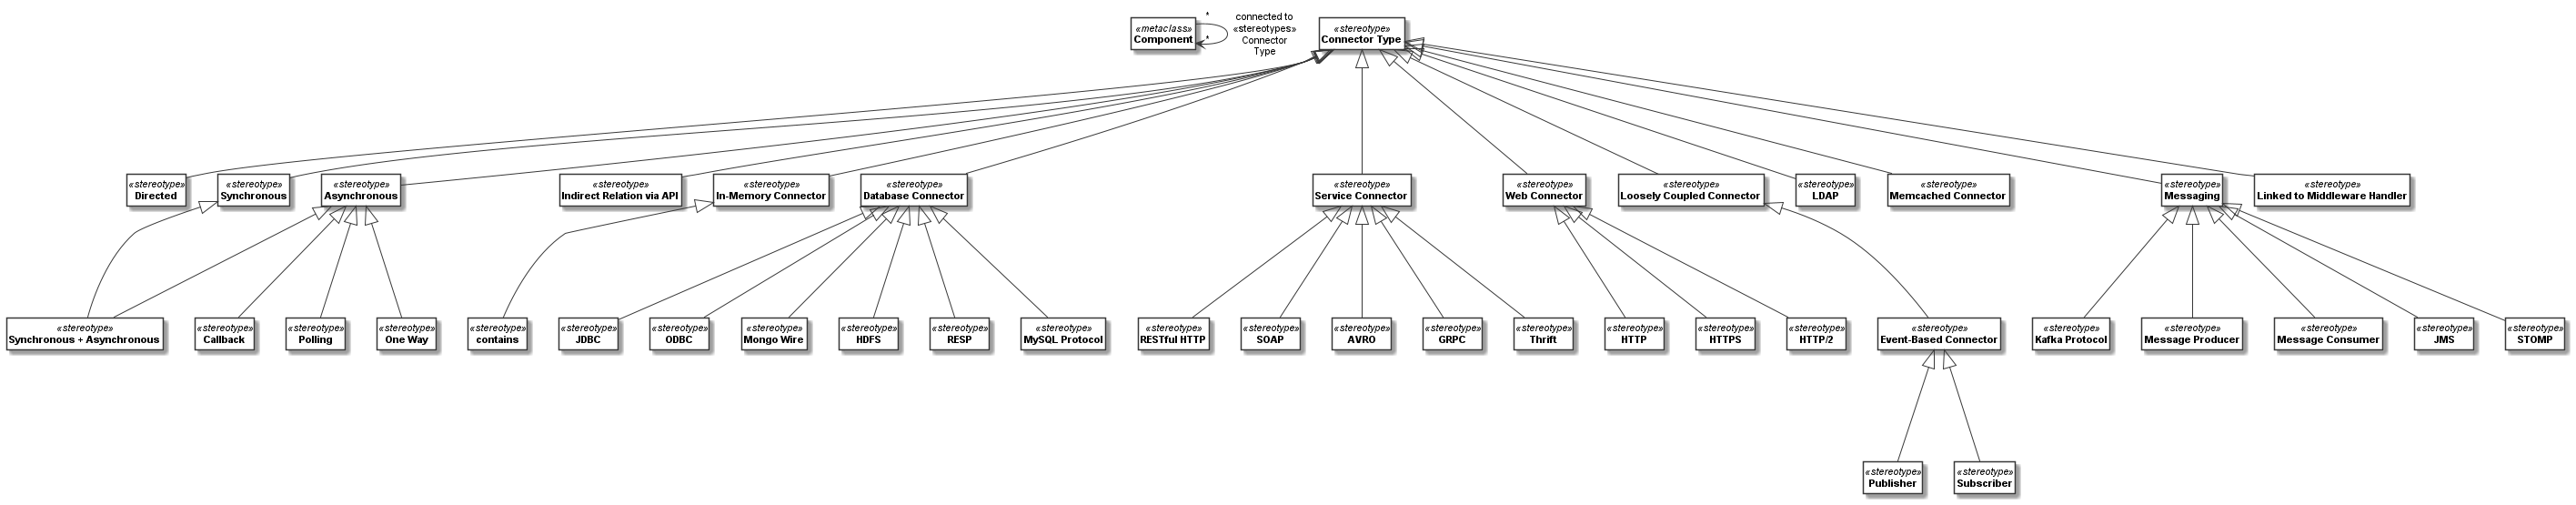 «metaclass»
Component
*
*
connected to
«stereotypes»
Connector
Type
«stereotype»
Connector Type
«stereotype»
Directed
«stereotype»
Synchronous
«stereotype»
Asynchronous
«stereotype»
Indirect Relation via API
«stereotype»
In-Memory Connector
«stereotype»
Database Connector
«stereotype»
Service Connector
«stereotype»
Web Connector
«stereotype»
Loosely Coupled Connector
«stereotype»
LDAP
«stereotype»
Memcached Connector
«stereotype»
Messaging
«stereotype»
Linked to Middleware Handler
«stereotype»
Synchronous + Asynchronous
«stereotype»
Callback
«stereotype»
Polling
«stereotype»
One Way
«stereotype»
contains
«stereotype»
JDBC
«stereotype»
ODBC
«stereotype»
Mongo Wire
«stereotype»
HDFS
«stereotype»
RESP
«stereotype»
MySQL Protocol
«stereotype»
RESTful HTTP
«stereotype»
SOAP
«stereotype»
AVRO
«stereotype»
GRPC
«stereotype»
Thrift
«stereotype»
HTTP
«stereotype»
HTTPS
«stereotype»
HTTP/2
«stereotype»
Event-Based Connector
«stereotype»
Kafka Protocol
«stereotype»
Message Producer
«stereotype»
Message Consumer
«stereotype»
JMS
«stereotype»
STOMP
«stereotype»
Publisher
«stereotype»
Subscriber